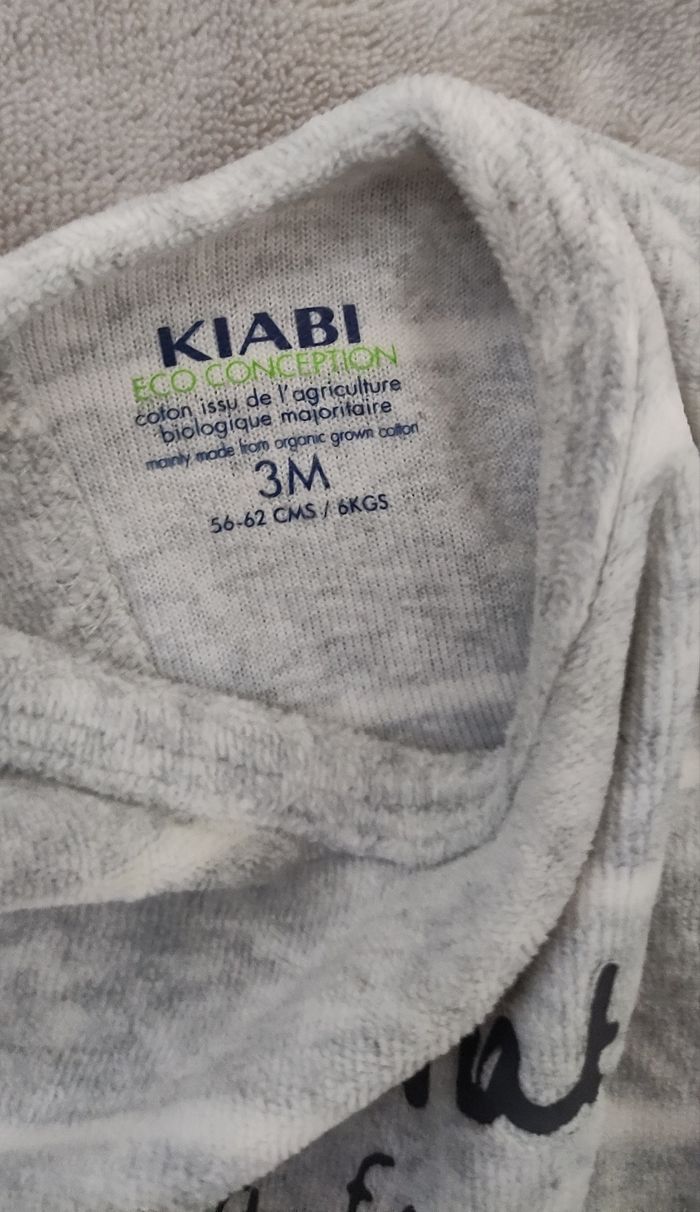 KIABI
ECO CONCEPTION
coton issu de l'agriculture
biologique majoritaire
mainly made from organic grown cotton
3M
56-62 CMS / 6KGS